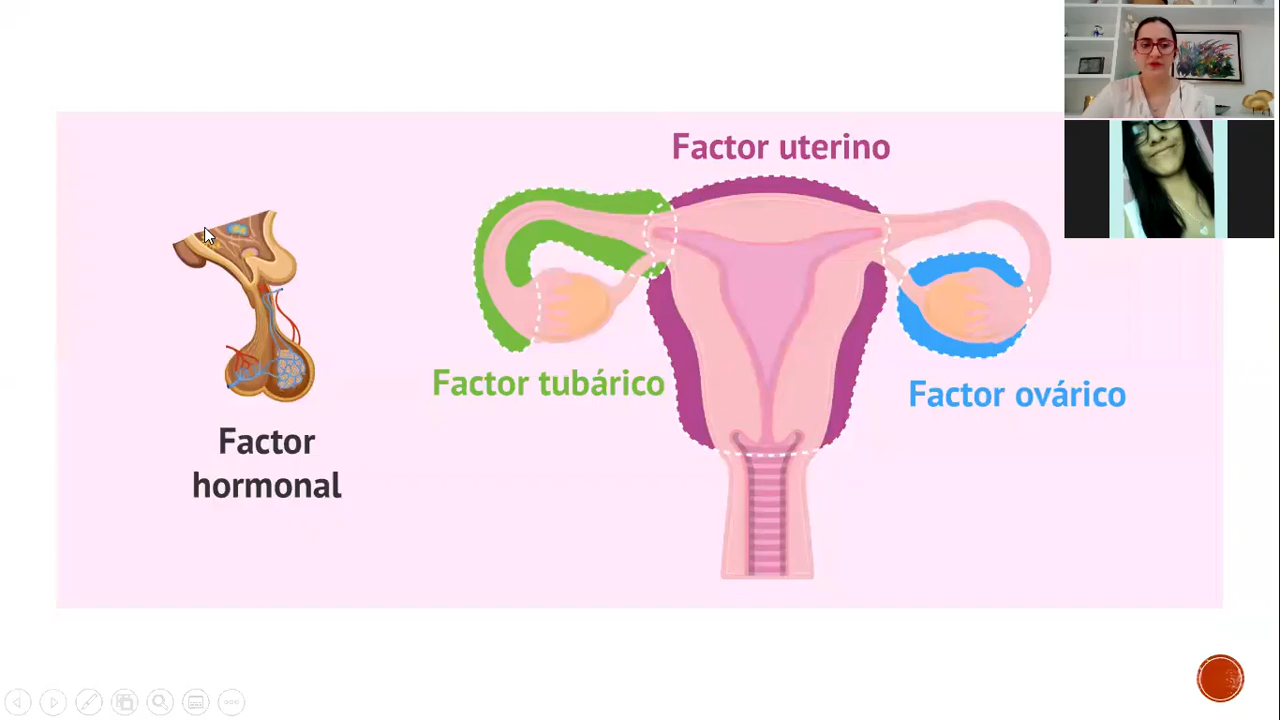 Factor uterino
Factor tubárico
Factor ovárico
Factor
hormonal